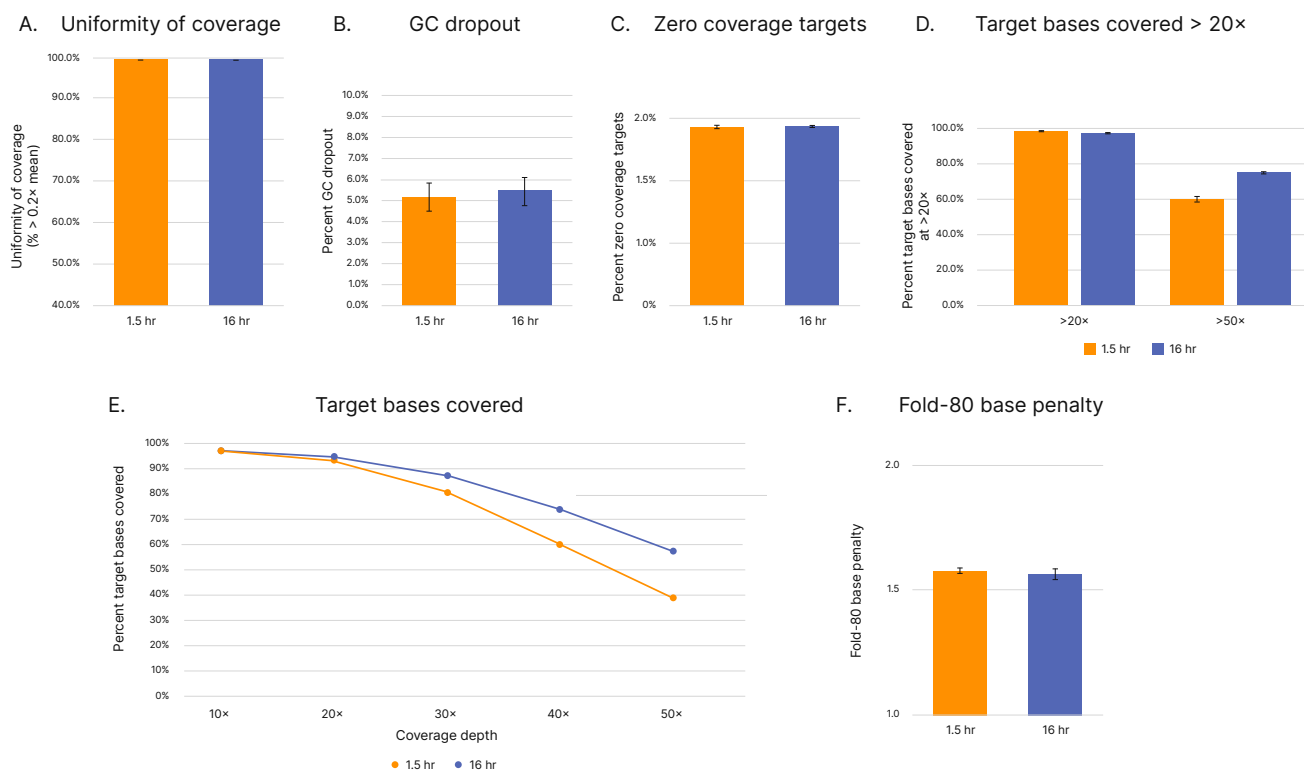 A. Uniformity of coverage
Uniformity of coverage
(% > 0.2× mean)
100.0%
90.0%
80.0%
70.0%
60.0%
50.0%
40.0%
1.5 hr
16 hr
B. GC dropout
Percent GC dropout
10.0%
9.0%
8.0%
7.0%
6.0%
5.0%
4.0%
3.0%
2.0%
1.0%
0.0%
1.5 hr
16 hr
C. Zero coverage targets
Percent zero coverage targets
2.0%
1.5%
1.0%
0%
1.5 hr
16 hr
D. Target bases covered > 20×
Percent target bases covered
at >20×
100.0%
80.0%
60.0%
40.0%
20.0%
0.0%
>20×
>50×
1.5 hr
16 hr
E. Target bases covered
Percent target bases covered
100%
90%
80%
70%
60%
50%
40%
30%
20%
10%
0%
10×
20×
30×
40×
50×
Coverage depth
1.5 hr
16 hr
F. Fold-80 base penalty
Fold-80 base penalty
2.0
1.5
1.0
1.5 hr
16 hr